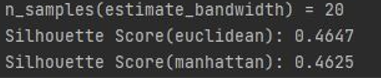 n_samples(estimate_bandwidth) = 20
Silhouette Score(euclidean): 0.4647
Silhouette Score(manhattan): 0.4625